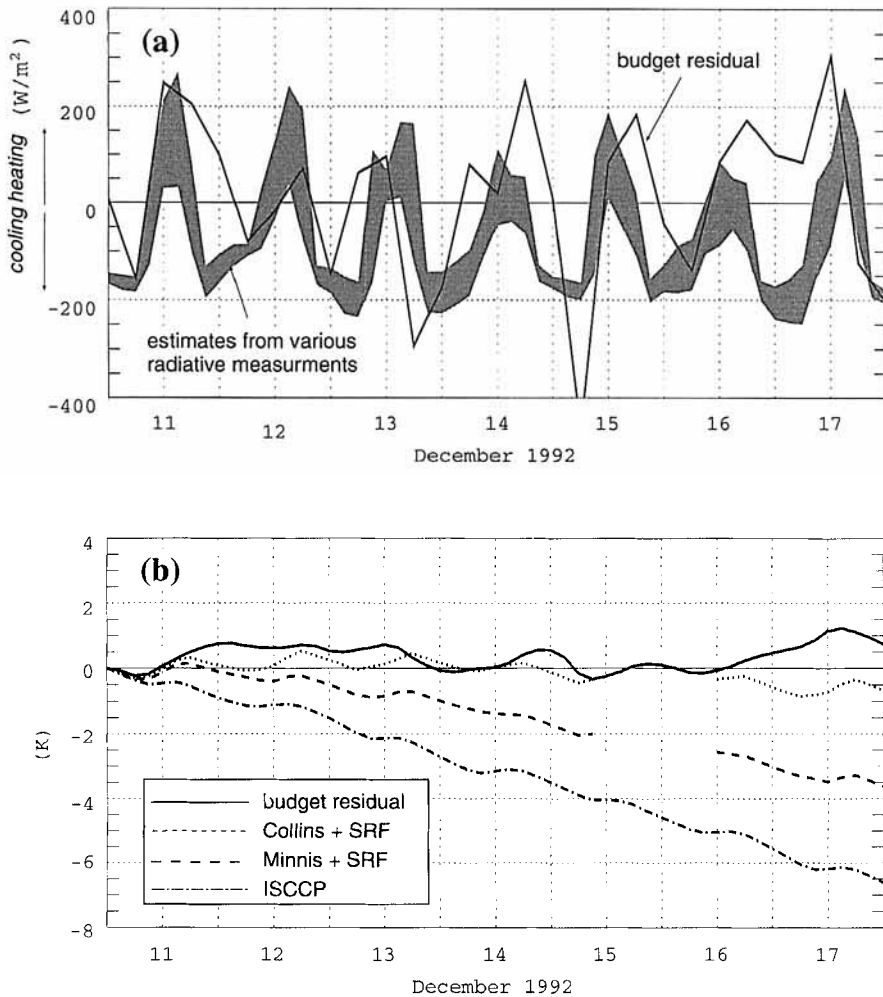 (a)
400
200
0
-200
-400
(W/m²)
cooling heating
budget residual
estimates from various
radiative measurments
11 12 13 14 15 16 17
December 1992
(b)
4
2
0
-2
-4
-6
-8
(K)
budget residual
Collins + SRF
Minnis + SRF
ISCCP
11 12 13 14 15 16 17
December 1992